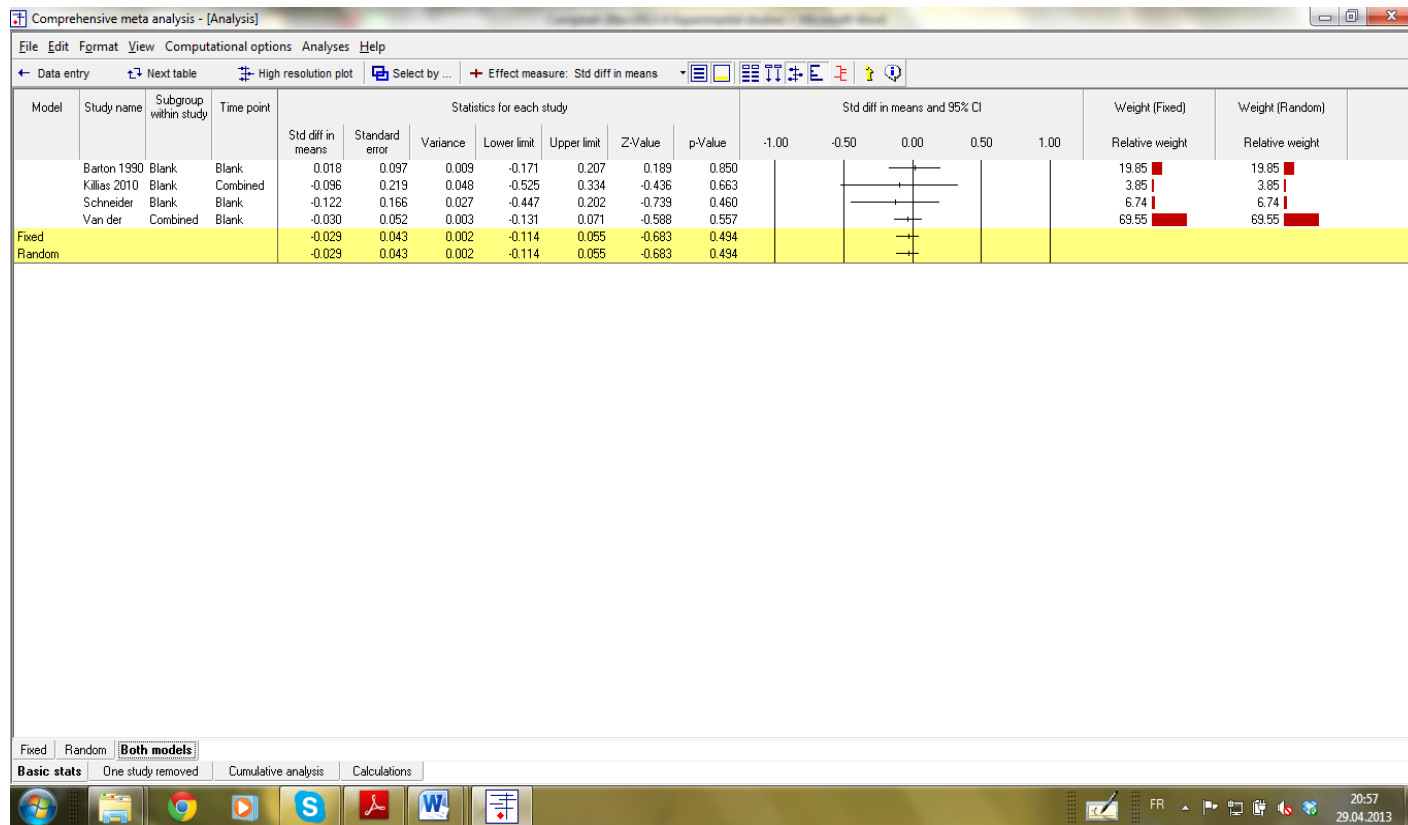 Comprehensive meta analysis - [Analysis]
File Edit Format View Computational options Analyses Help
← Data entry Next table High resolution plot Select by ... + Effect measure: Std diff in means
Model Study name Subgroup within study Time point Statistics for each study Std diff in means and 95% CI Weight (Fixed) Weight (Random)
Std diff in means Standard error Variance Lower limit Upper limit Z-Value p-Value -1.00 -0.50 0.00 0.50 1.00 Relative weight Relative weight
Barton 1990 Blank Blank 0.018 0.097 0.009 -0.171 0.207 0.189 0.850 19.85 19.85
Killias 2010 Blank Combined -0.096 0.219 0.048 -0.525 0.334 -0.436 0.663 3.85 3.85
Schneider Blank Blank -0.122 0.166 0.027 -0.447 0.202 -0.739 0.460 6.74 6.74
Van der Combined Blank -0.030 0.052 0.003 -0.131 0.071 -0.588 0.557 69.55 69.55
Fixed -0.029 0.043 0.002 -0.114 0.055 -0.683 0.494
Random -0.029 0.043 0.002 -0.114 0.055 -0.683 0.494
Fixed Random Both models
Basic stats One study removed Cumulative analysis Calculations
FR 20:57
29.04.2013